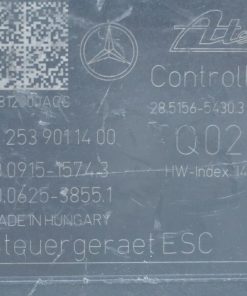 Ate
Controll
28.5156-5430.3
253 901 14 00
Q02
.0915-1574.3
HW-Index 14
.0625-3855.1
ADE IN HUNGARY
teuergeraet ESC